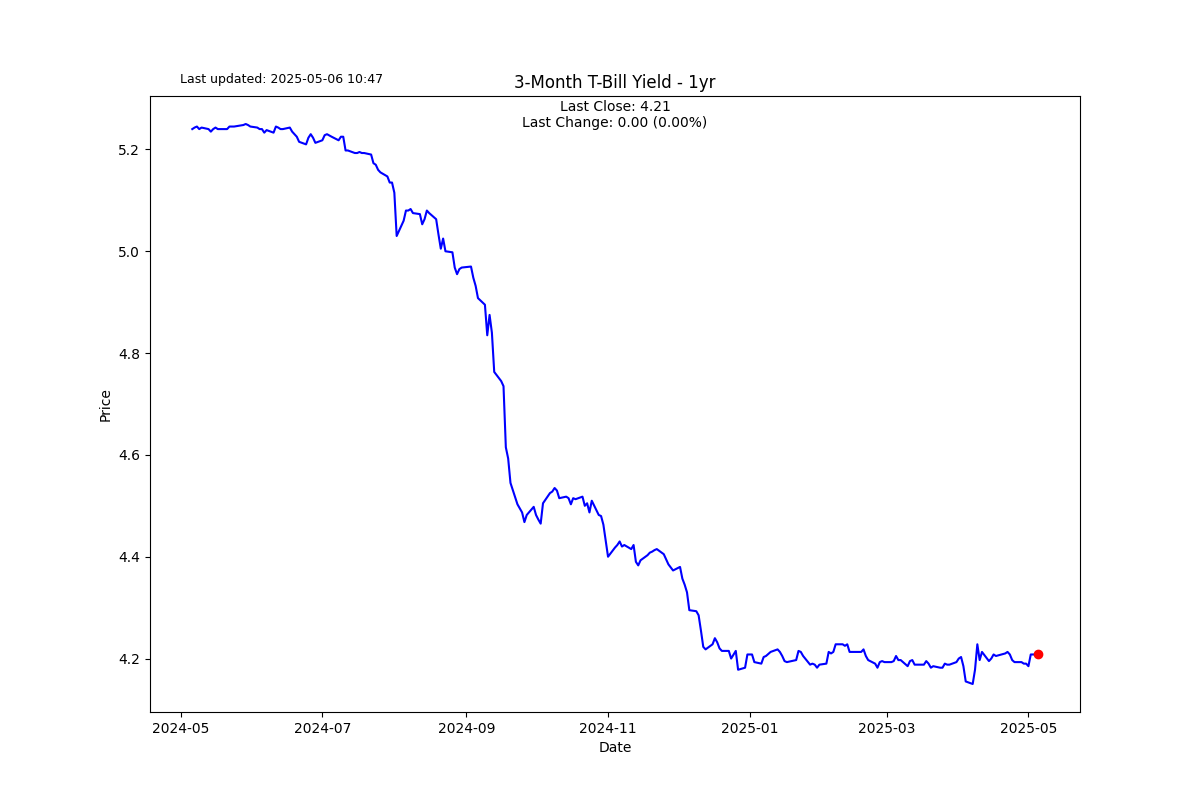 Last updated: 2025-05-06 10:47
3-Month T-Bill Yield - 1yr
Last Close: 4.21
Last Change: 0.00 (0.00%)
5.2
5.0
4.8
4.6
4.4
4.2
Price
2024-05 2024-07 2024-09 2024-11 2025-01 2025-03 2025-05
Date